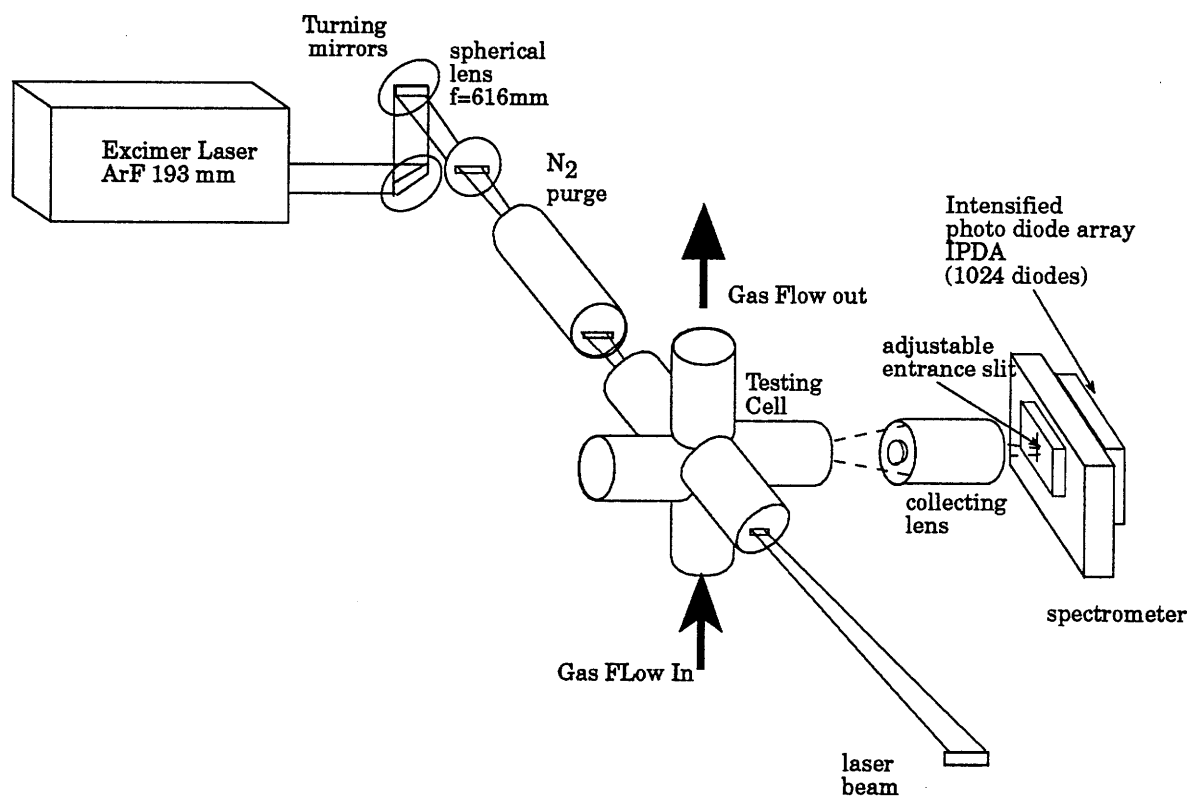 Turning
mirrors
spherical
lens
f=616mm
Excimer Laser
ArF 193 mm
N2
purge
Intensified
photo diode array
IPDA
(1024 diodes)
Gas Flow out
adjustable
entrance slit
Testing
Cell
collecting
lens
spectrometer
Gas FLow In
laser
beam